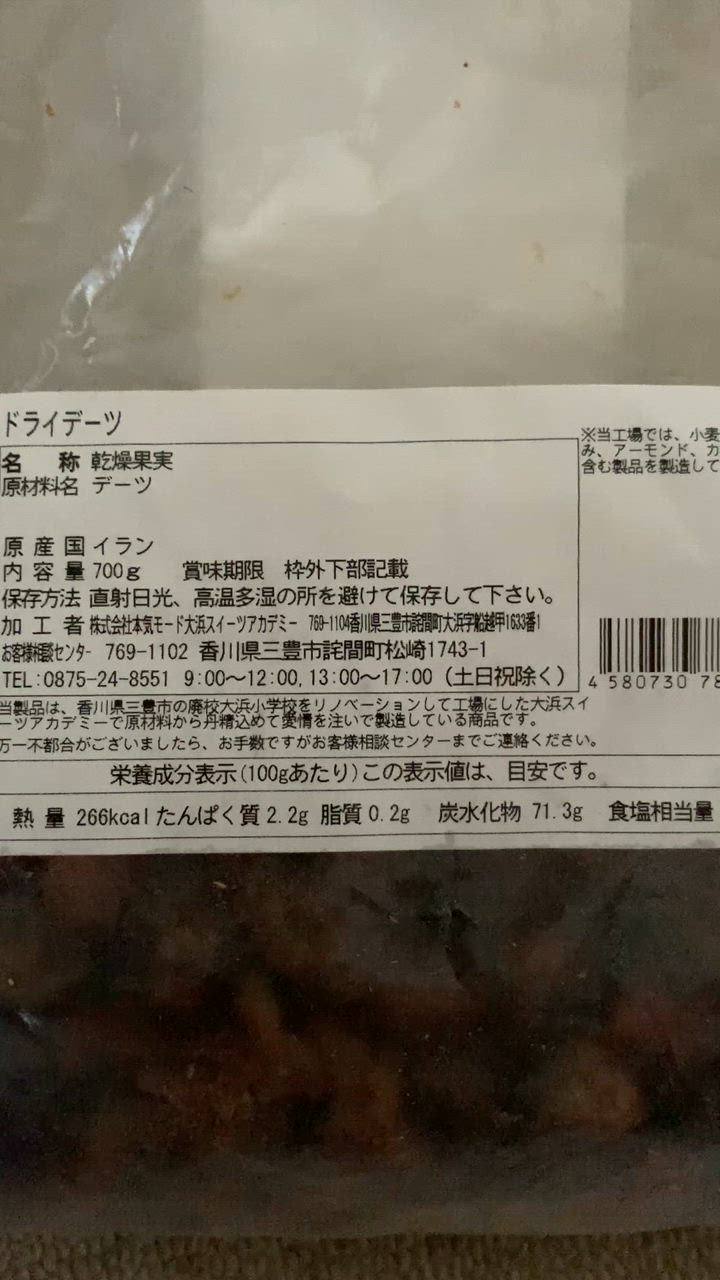 ドライデーツ
名 称 乾燥果実
原材料名 デーツ
原産国 イラン
内容量 700g 賞味期限 枠外下部記載
保存方法 直射日光、高温多湿の所を避けて保存して下さい。
加工者 株式会社本気モード大浜スイーツアカデミー 769-1104香川県三豊市詫間町大浜字船越甲1633番1
お客様相談センター 769-1102 香川県三豊市詫間町松崎1743-1
TEL:0875-24-8551 9:00～12:00,13:00～17:00 (土日祝除く)
※当工場では、小麦
み、アーモンド、カ
含む製品を製造して
4 580730 78
当製品は、香川県三豊市の廃校大浜小学校をリノベーションして工場にした大浜スイ
ーツアカデミーで原材料から丹精込めて愛情を注いで製造している商品です。
万一不都合がございましたら、お手数ですがお客様相談センターまでご連絡ください。
栄養成分表示(100gあたり)この表示値は、目安です。
熱量 266kcal たんぱく質 2.2g 脂質 0.2g 炭水化物 71.3g 食塩相当量